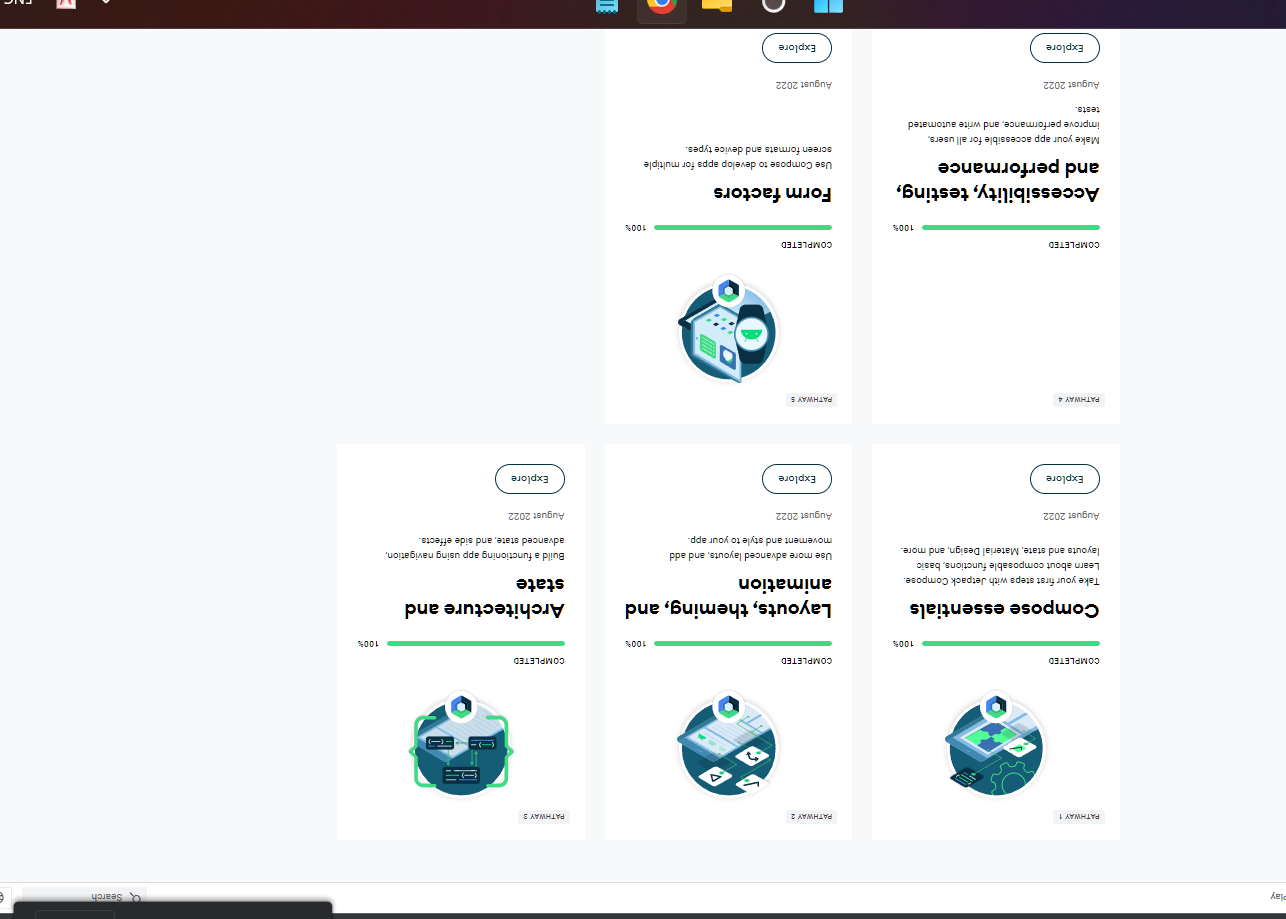 Search
PATHWAY 1
COMPLETED
100%
Compose essentials
Take your first steps with Jetpack Compose.
Learn about composable functions, basic
layouts and state, Material Design, and more.
August 2022
Explore
PATHWAY 2
COMPLETED
100%
Layouts, theming, and
animation
Use more advanced layouts, and add
movement and style to your app.
August 2022
Explore
PATHWAY 3
COMPLETED
100%
Architecture and
state
Build a functioning app using navigation,
advanced state, and side effects.
August 2022
Explore
PATHWAY 4
COMPLETED
100%
Accessibility, testing,
and performance
Make your app accessible for all users,
improve performance, and write automated
tests.
August 2022
Explore
PATHWAY 5
COMPLETED
100%
Form factors
Use Compose to develop apps for multiple
screen formats and device types.
August 2022
Explore
ENG